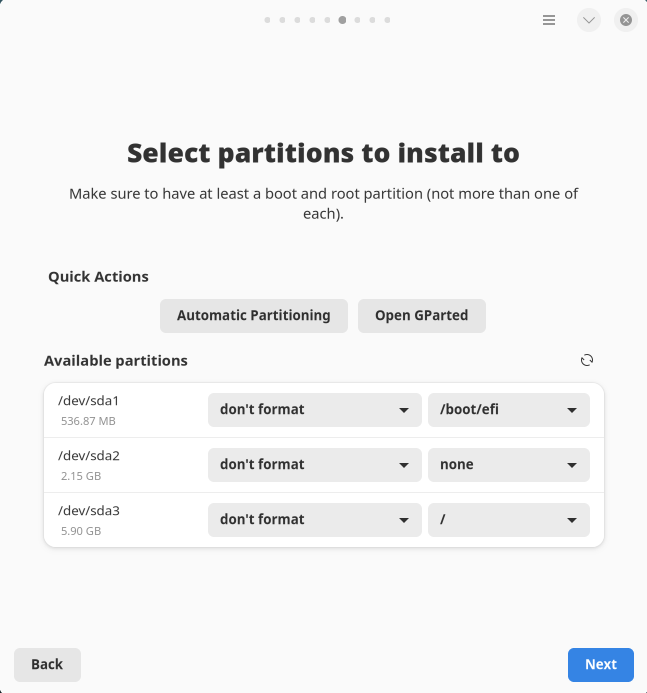 Select partitions to install to
Make sure to have at least a boot and root partition (not more than one of
each).
Quick Actions
Automatic Partitioning
Open GParted
Available partitions
/dev/sda1
536.87 MB
don't format
/boot/efi
/dev/sda2
2.15 GB
don't format
none
/dev/sda3
5.90 GB
don't format
/
Back
Next